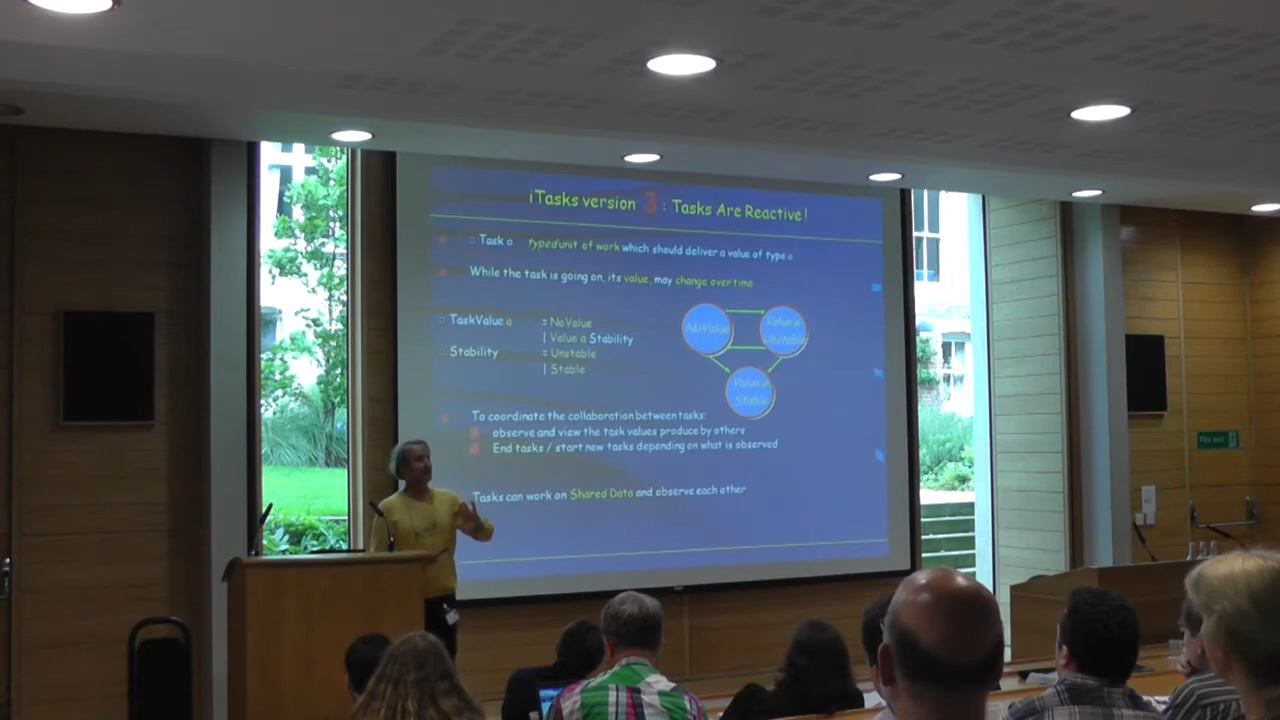 iTasks version 3 : Tasks Are Reactive!
:: Task a typed unit of work which should deliver a value of type a
While the task is going on, its value, may change over time
:: TaskValue a = NoValue
| Value a Stability
:: Stability = Unstable
| Stable
NoValue
Value a
Unstable
Value a
Stable
To coordinate the collaboration between tasks:
observe and view the task values produce by others
End tasks / start new tasks depending on what is observed
Tasks can work on Shared Data and observe each other